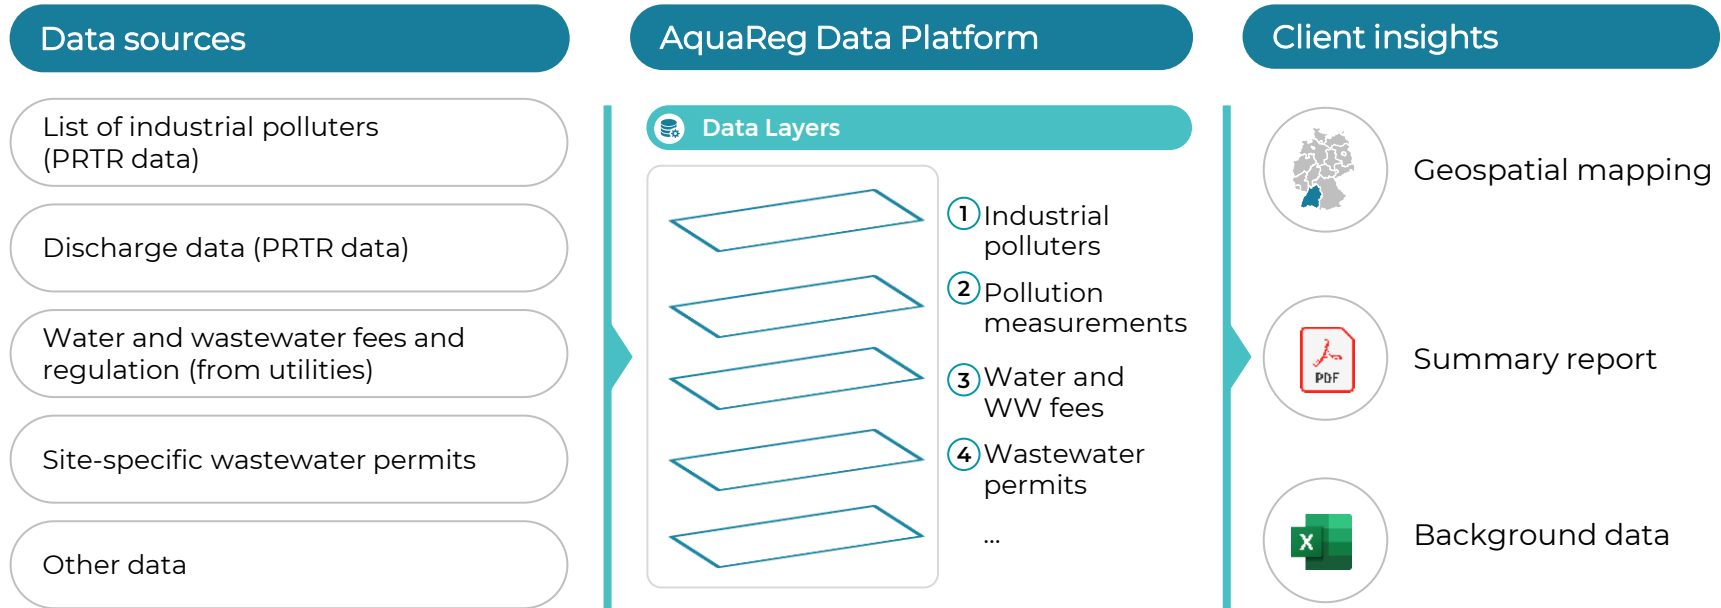 Data sources
List of industrial polluters
(PRTR data)
Discharge data (PRTR data)
Water and wastewater fees and
regulation (from utilities)
Site-specific wastewater permits
Other data
AquaReg Data Platform
Data Layers
1 Industrial
polluters
2 Pollution
measurements
3 Water and
WW fees
4 Wastewater
permits
...
Client insights
Geospatial mapping
PDF
Summary report
X
Background data